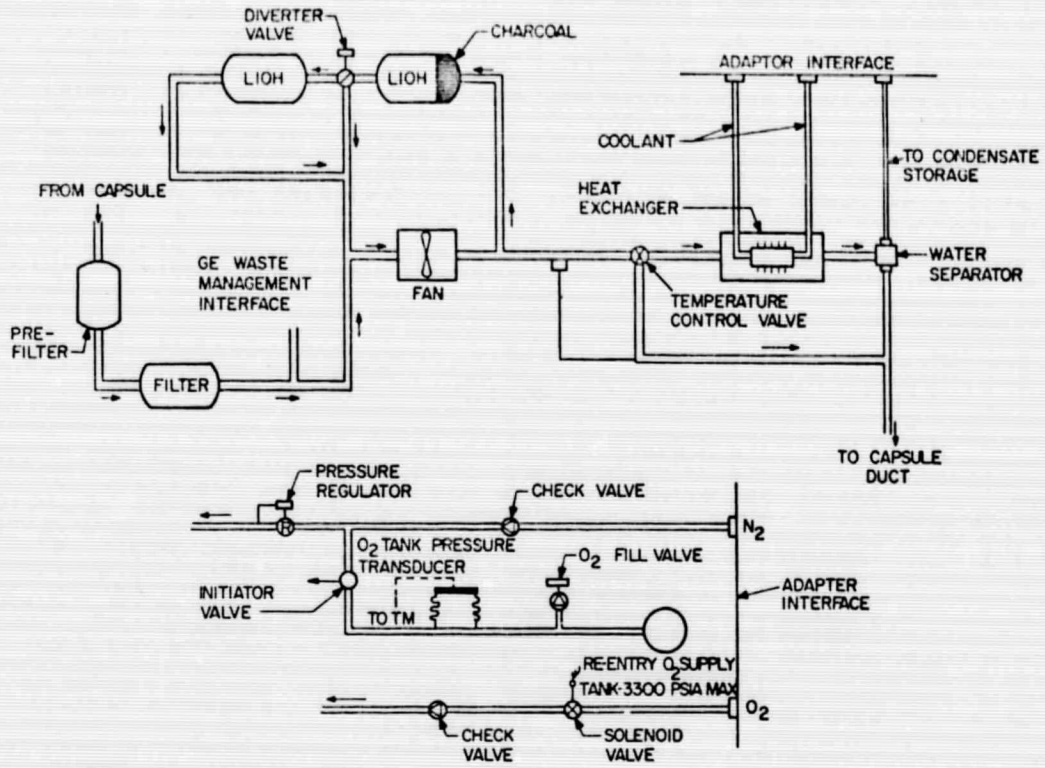 DIVERTER
VALVE
CHARCOAL
LIOH
LIOH
ADAPTOR INTERFACE
COOLANT
TO CONDENSATE
STORAGE
FROM CAPSULE
HEAT
EXCHANGER
GE WASTE
MANAGEMENT
INTERFACE
FAN
WATER
SEPARATOR
TEMPERATURE
CONTROL VALVE
PRE-
FILTER
FILTER
TO CAPSULE
DUCT
PRESSURE
REGULATOR
CHECK VALVE
R
N2
O2 TANK PRESSURE
TRANSDUCER
O2 FILL VALVE
INITIATOR
VALVE
TO TM
ADAPTER
INTERFACE
RE-ENTRY O2 SUPPLY
TANK-3300 PSIA MAX
O2
CHECK
VALVE
SOLENOID
VALVE